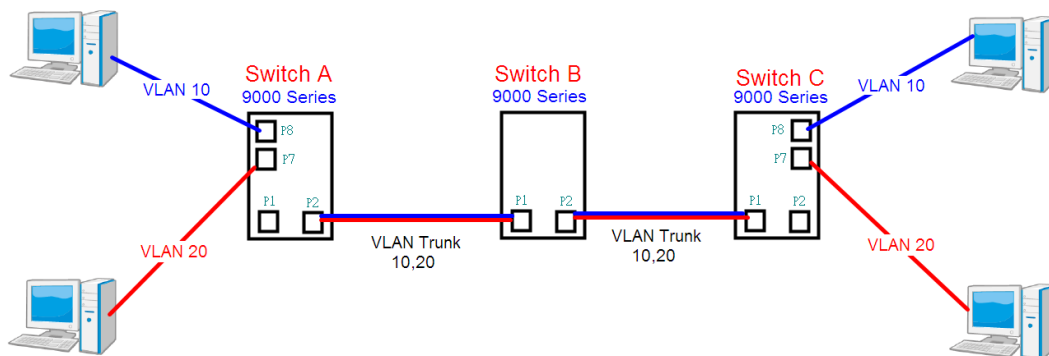 Switch A
9000 Series
Switch B
9000 Series
Switch C
9000 Series
VLAN 10
VLAN 10
P8
P7
P8
P7
P1
P2
P1
P2
P1
P2
VLAN 20
VLAN Trunk
10,20
VLAN Trunk
10,20
VLAN 20